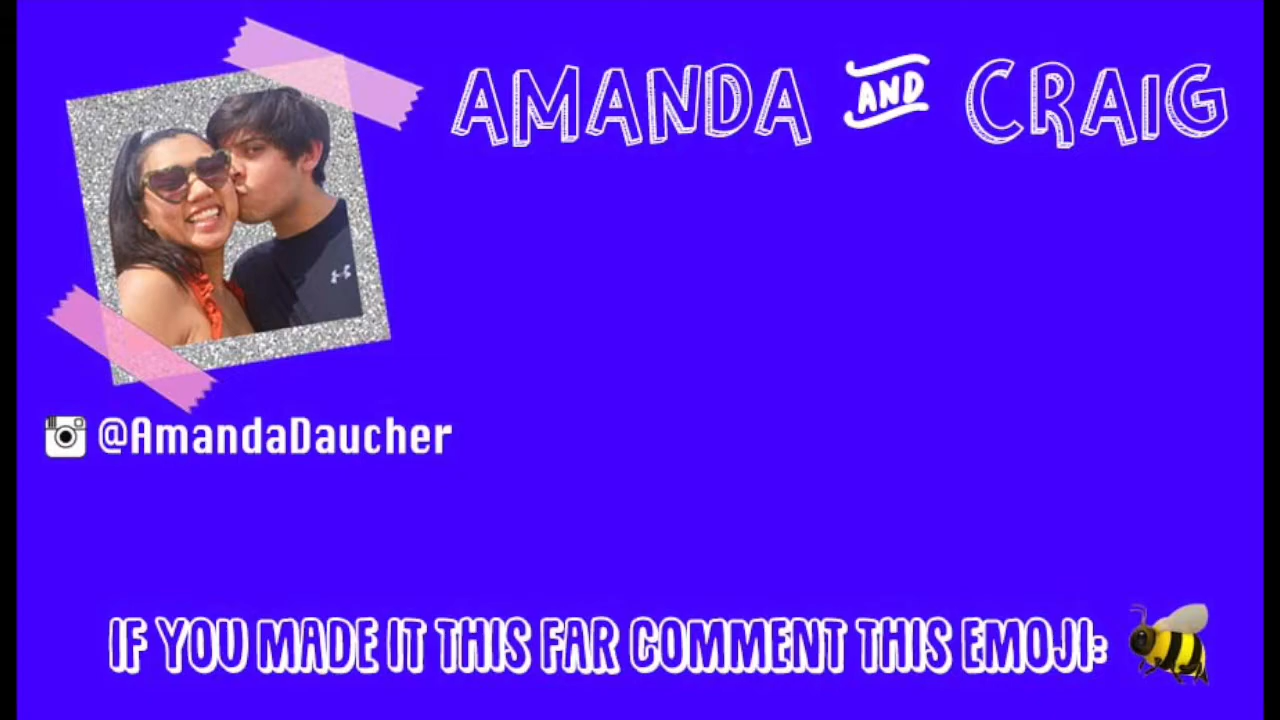 AMANDA AND CRAIG
@AmandaDaucher
IF YOU MADE IT THIS FAR COMMENT THIS EMOJI: